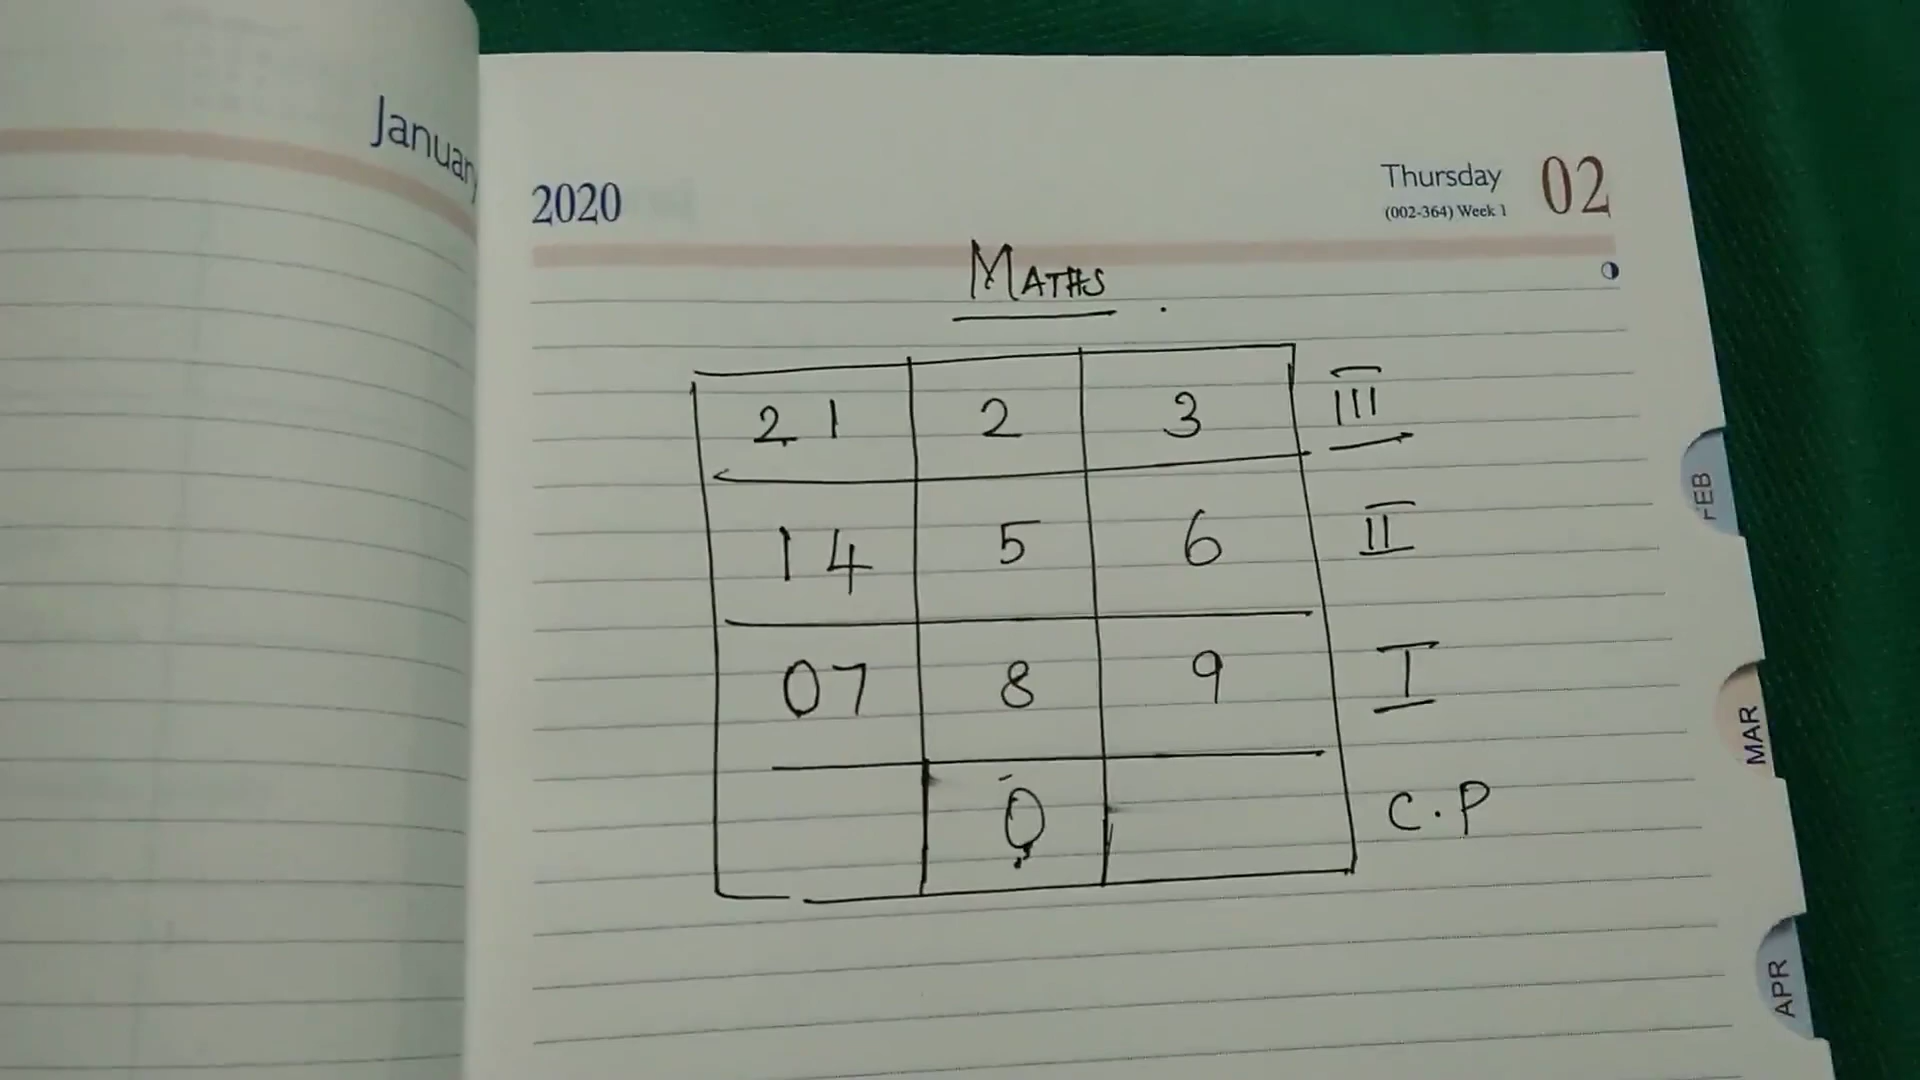 January
2020
Thursday 02
(002-364) Week 1
MATHS .
21 2 3 III
14 5 6 II
07 8 9 I
0 C.P
FEB
MAR
APR